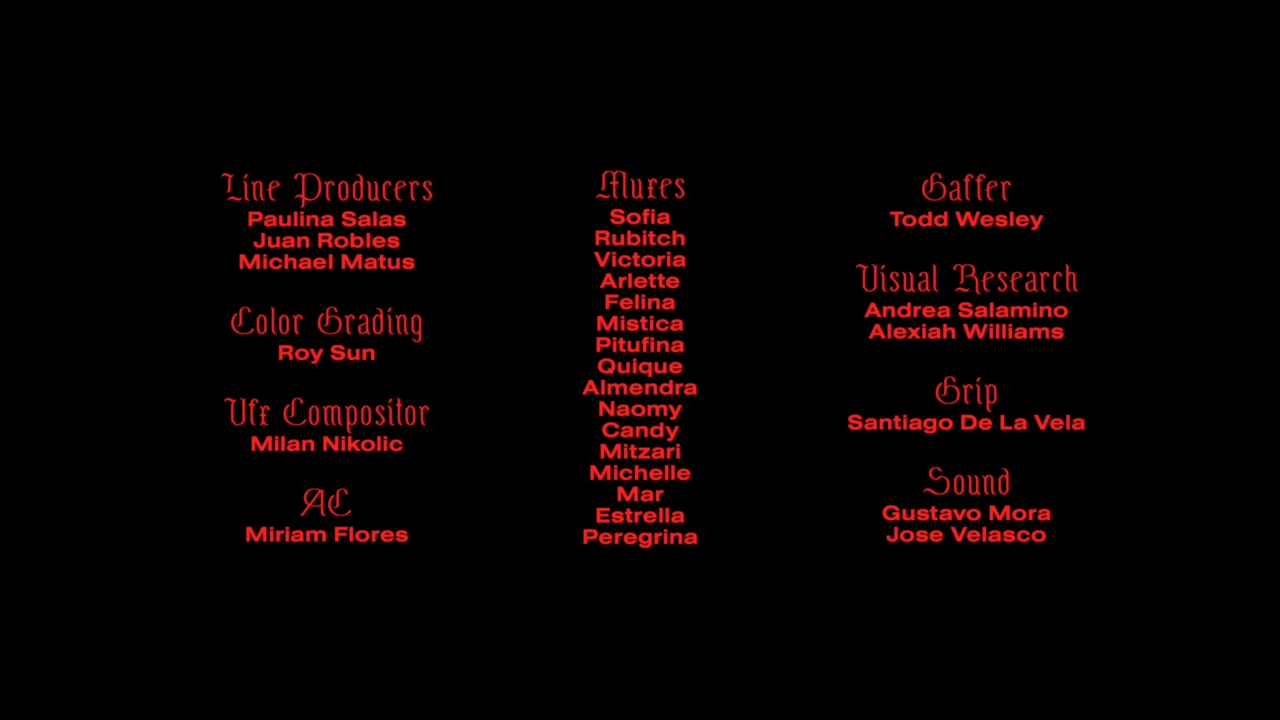 Line Producers
Paulina Salas
Juan Robles
Michael Matus
Color Grading
Roy Sun
Vfx Compositor
Milan Nikolic
AC
Miriam Flores
Muxes
Sofia
Rubitch
Victoria
Arlette
Felina
Mistica
Pitufina
Quique
Almendra
Naomy
Candy
Mitzari
Michelle
Mar
Estrella
Peregrina
Gaffer
Todd Wesley
Visual Research
Andrea Salamino
Alexiah Williams
Grip
Santiago De La Vela
Sound
Gustavo Mora
Jose Velasco